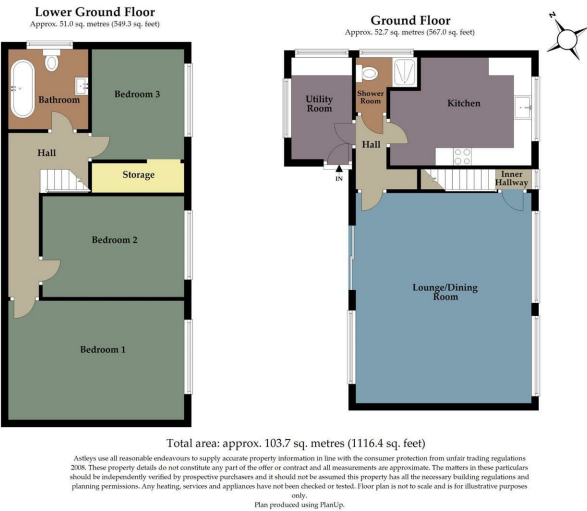 Lower Ground Floor
Approx. 51.0 sq. metres (549.3 sq. feet)
Bathroom
Bedroom 3
Hall
Storage
Bedroom 2
Bedroom 1
Ground Floor
Approx. 52.7 sq. metres (567.0 sq. feet)
N
Utility
Room
Shower
Room
Kitchen
Hall
IN
Inner
Hallway
Lounge/Dining
Room
Total area: approx. 103.7 sq. metres (1116.4 sq. feet)
Astleys use all reasonable endeavours to supply accurate property information in line with the consumer protection from unfair trading regulations
2008. These property details do not constitute any part of the offer or contract and all measurements are approximate. The matters in these particulars
should be independently verified by prospective purchasers and it should not be assumed this property has all the necessary building regulations and
planning permissions. Any heating, services and appliances have not been checked or tested. Floor plan is not to scale and is for illustrative purposes
only.
Plan produced using PlanUp.